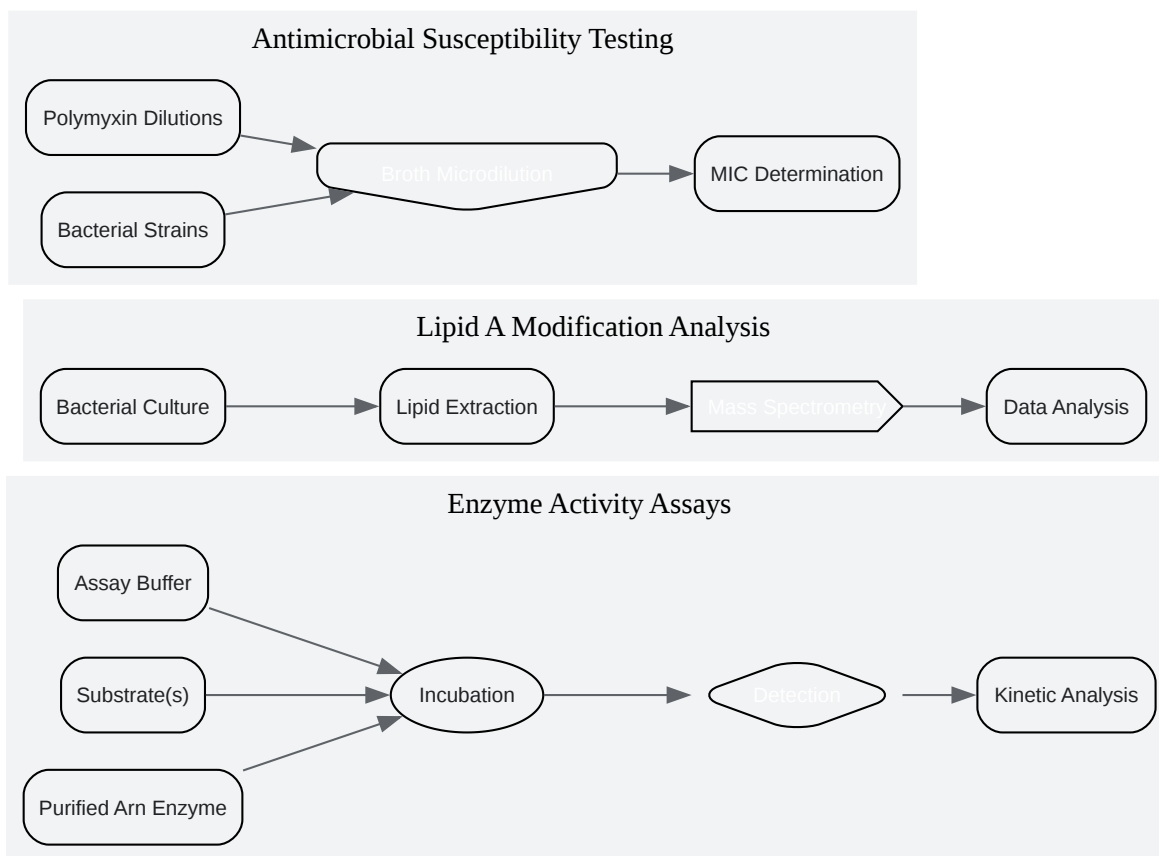 Antimicrobial Susceptibility Testing
Polymyxin Dilutions
Broth Microdilution
MIC Determination
Bacterial Strains
Lipid A Modification Analysis
Bacterial Culture
Lipid Extraction
Mass Spectrometry
Data Analysis
Enzyme Activity Assays
Assay Buffer
Substrate(s)
Incubation
Detection
Kinetic Analysis
Purified Arn Enzyme